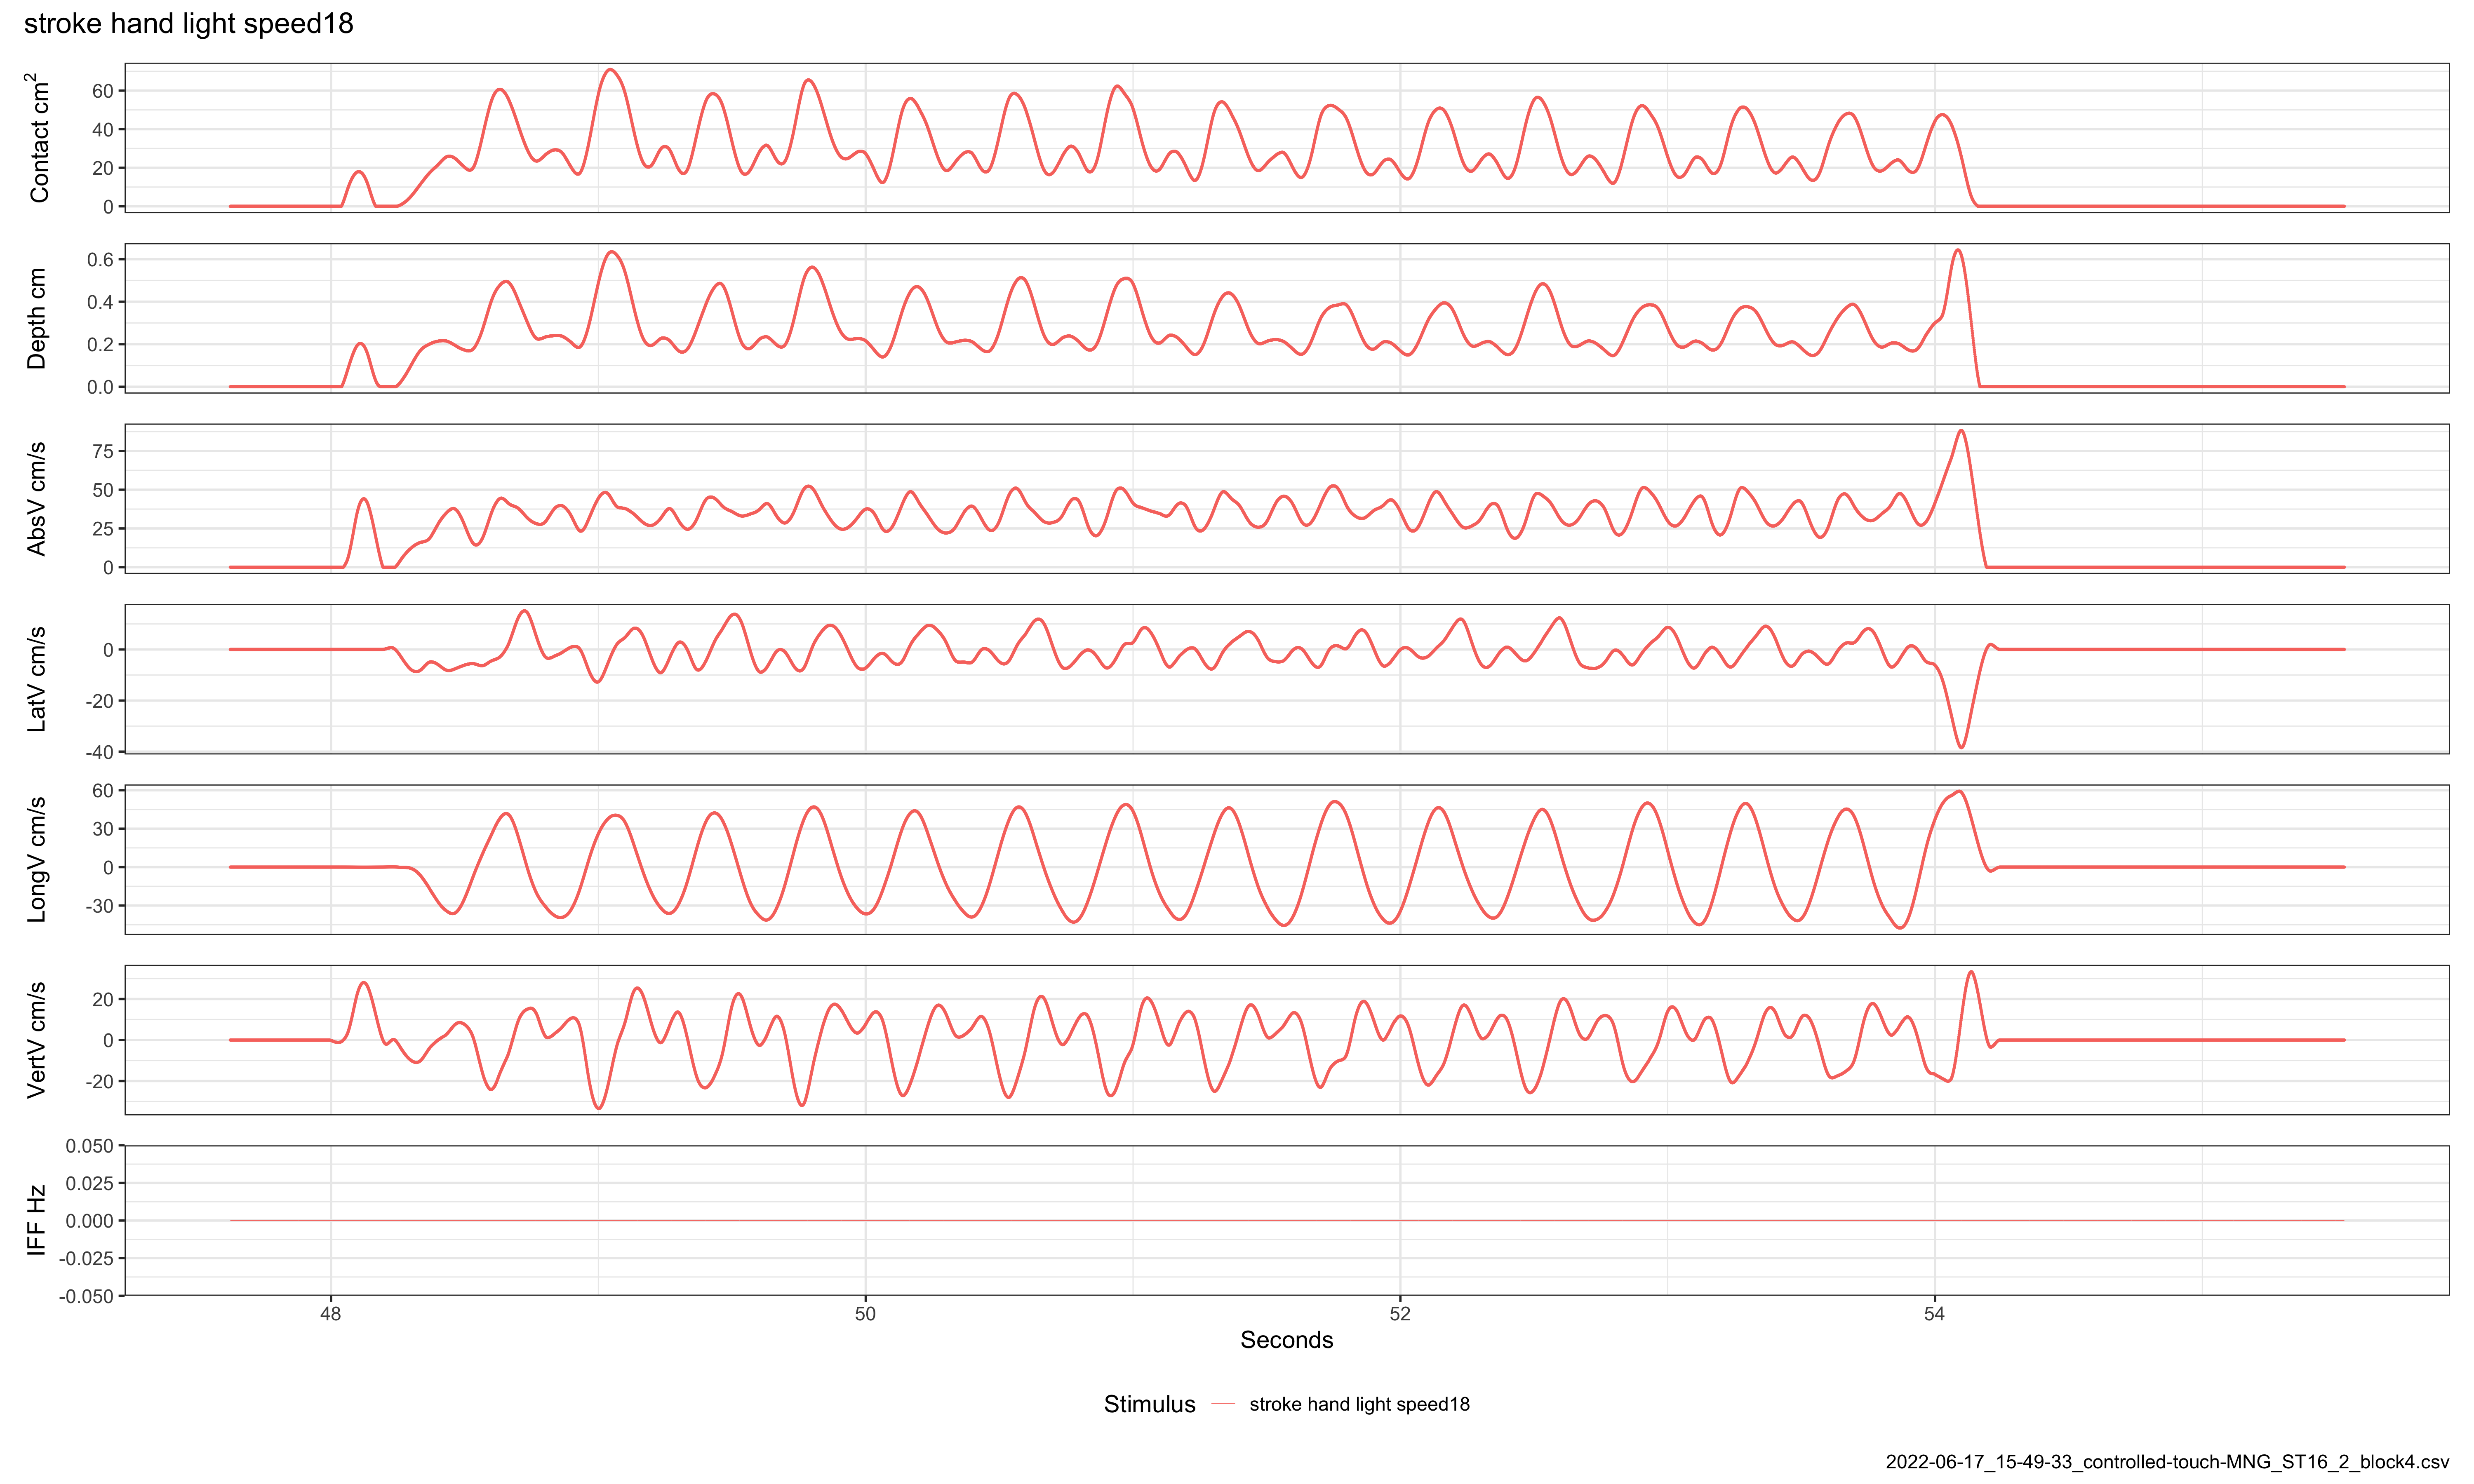 stroke hand light speed18
Contact cm²
60
40
20
0
Depth cm
0.6
0.4
0.2
0.0
AbsV cm/s
75
50
25
0
LatV cm/s
0
-20
-40
LongV cm/s
60
30
0
-30
VertV cm/s
20
0
-20
IFF Hz
0.050
0.025
0.000
-0.025
-0.050
48 50 52 54
Seconds
Stimulus stroke hand light speed18
2022-06-17_15-49-33_controlled-touch-MNG_ST16_2_block4.csv